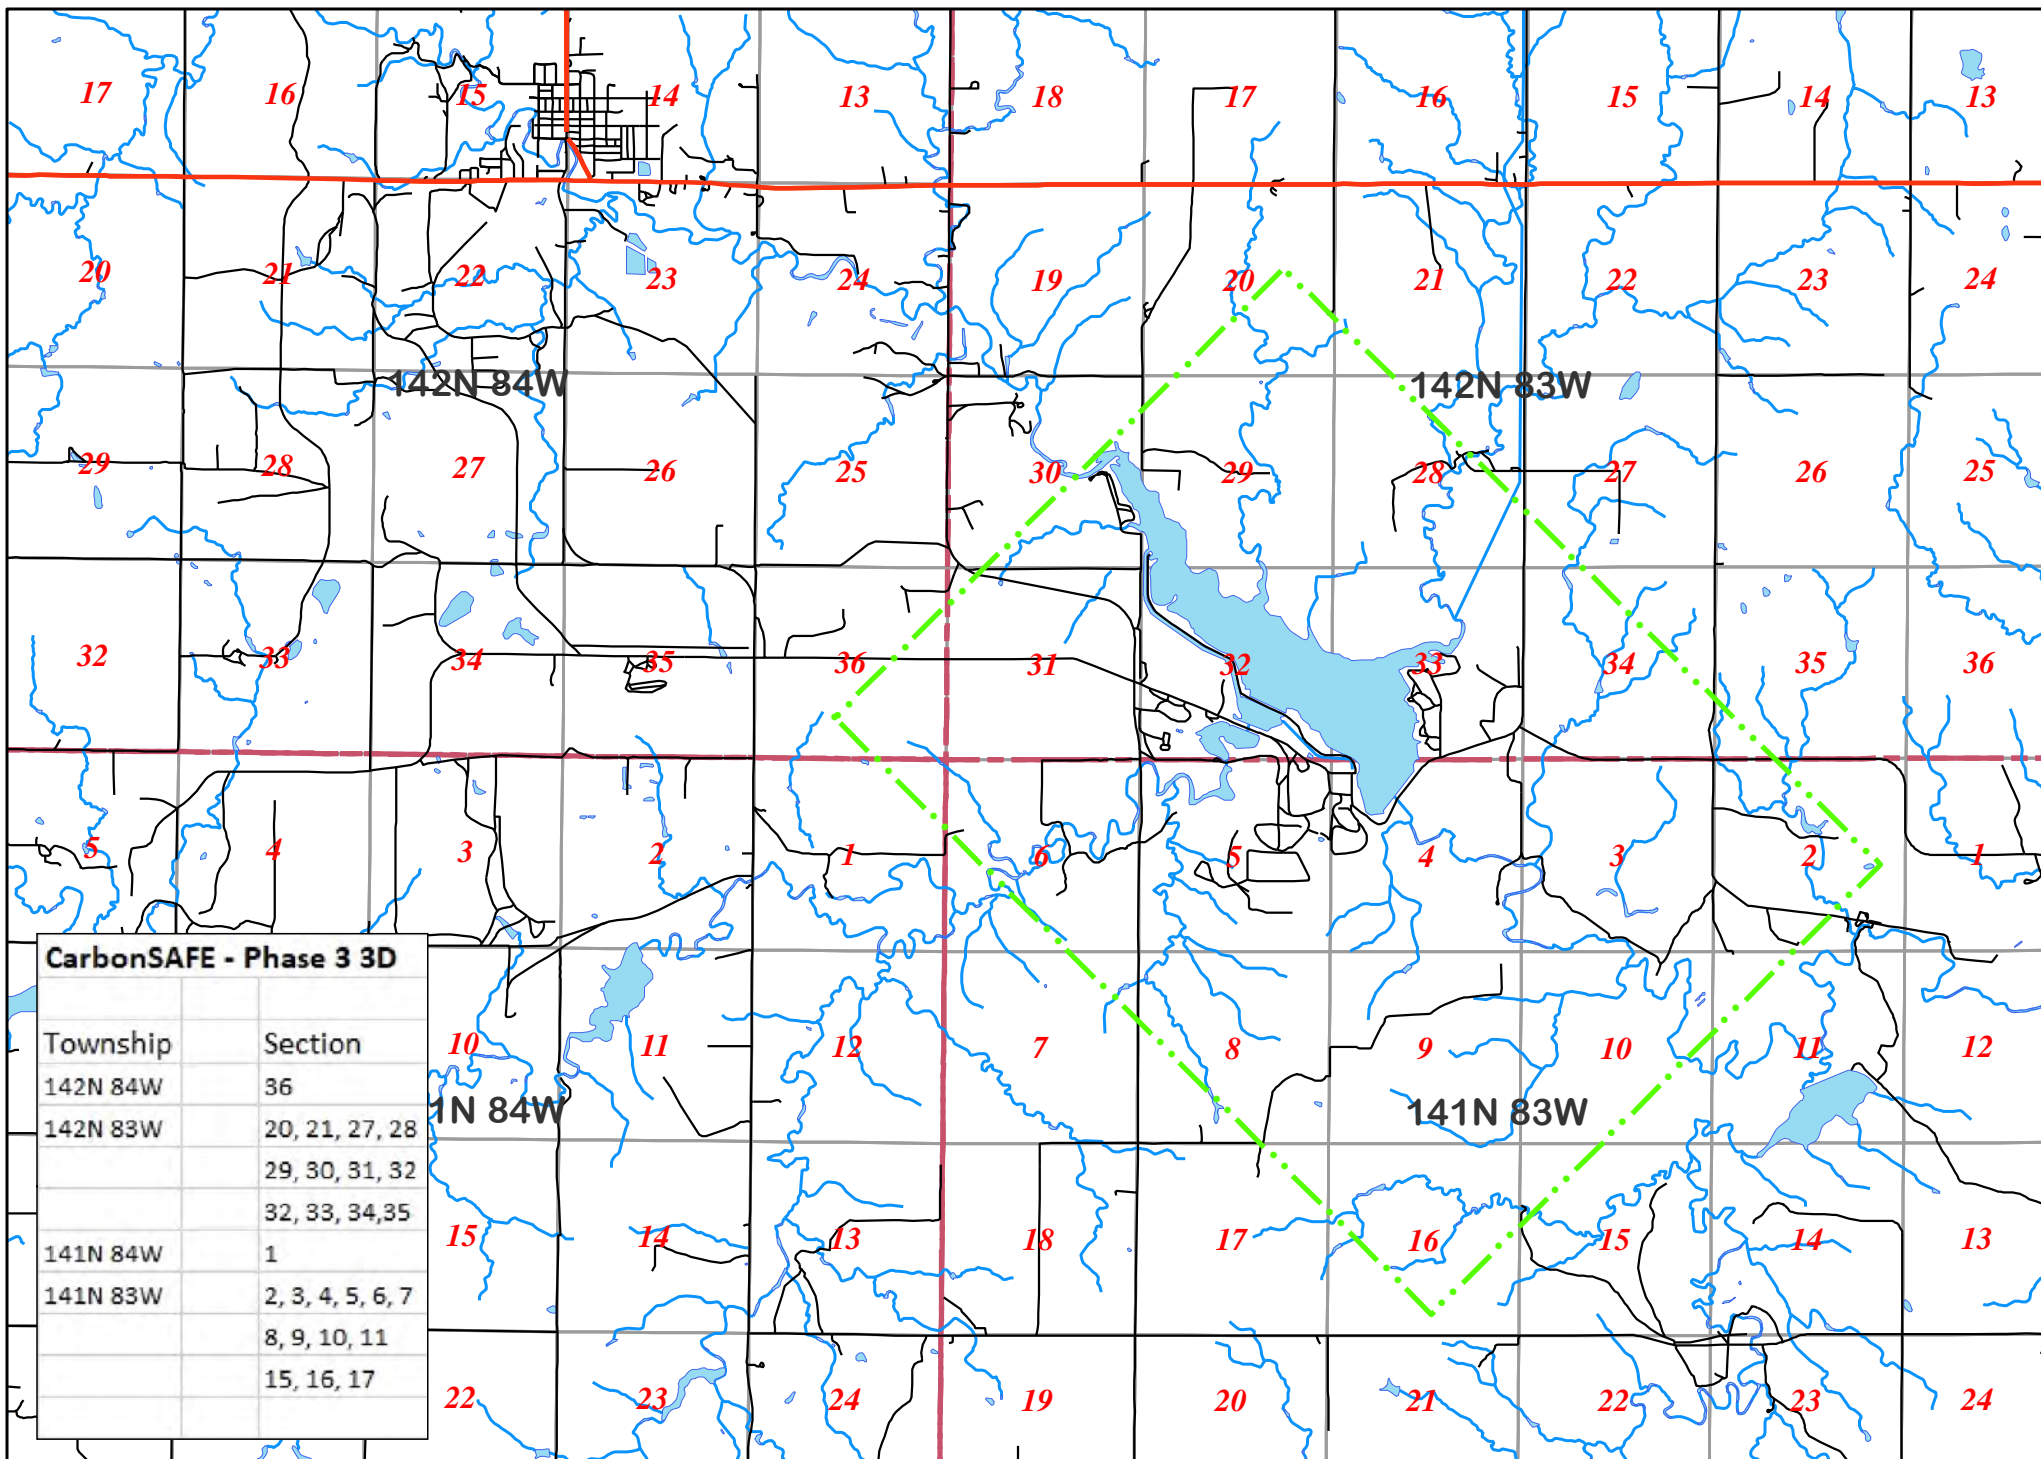 17 16 15 14 13 18 17 16 15 14 13
20 21 22 23 24 19 20 21 22 23 24
142N 84W 142N 83W
29 28 27 26 25 30 29 28 27 26 25
32 33 34 35 36 31 32 33 34 35 36
5 4 3 2 1 6 5 4 3 2 1
CarbonSAFE - Phase 3 3D
Township Section
142N 84W 36
142N 83W 20, 21, 27, 28
29, 30, 31, 32
32, 33, 34,35
141N 84W 1
141N 83W 2, 3, 4, 5, 6, 7
8, 9, 10, 11
15, 16, 17
10 11 12 7 8 9 10 11 12
1N 84W 141N 83W
15 14 13 18 17 16 15 14 13
22 23 24 19 20 21 22 23 24